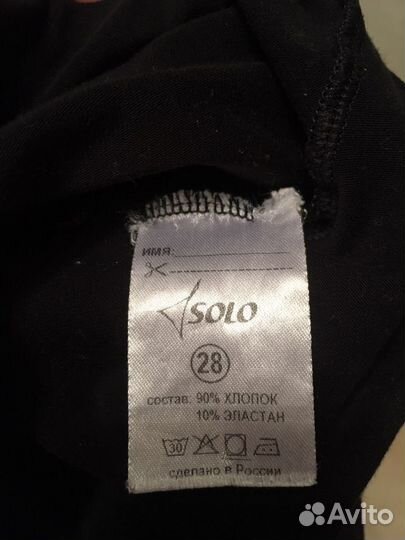 ИМЯ:
SOLO
28
состав: 90% ХЛОПОК
10% ЭЛАСТАН
30
сделано в России
Avito